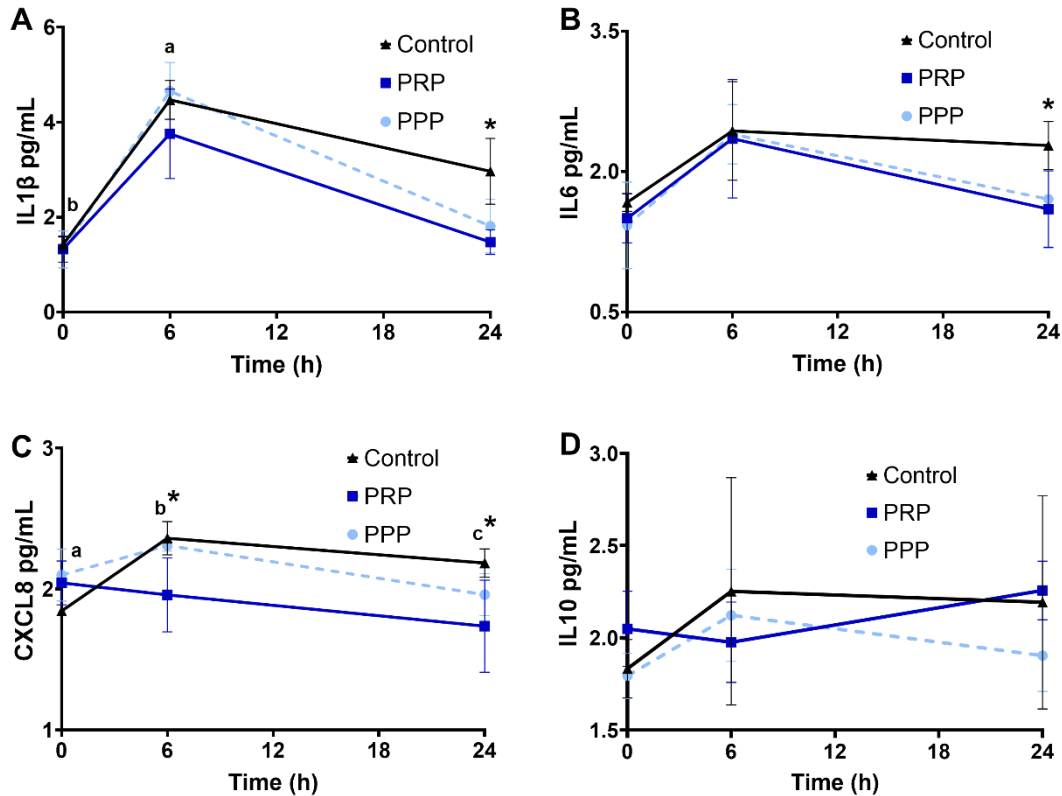 A
IL1β pg/mL
6
4
2
0
a
b
*
Control
PRP
PPP
0 6 12 18 24
Time (h)
B
IL6 pg/mL
3.5
2.0
0.5
*
Control
PRP
PPP
0 6 12 18 24
Time (h)
C
CXCL8 pg/mL
3
2
1
a
b*
c*
Control
PRP
PPP
0 6 12 18 24
Time (h)
D
IL10 pg/mL
3.0
2.5
2.0
1.5
Control
PRP
PPP
0 6 12 18 24
Time (h)